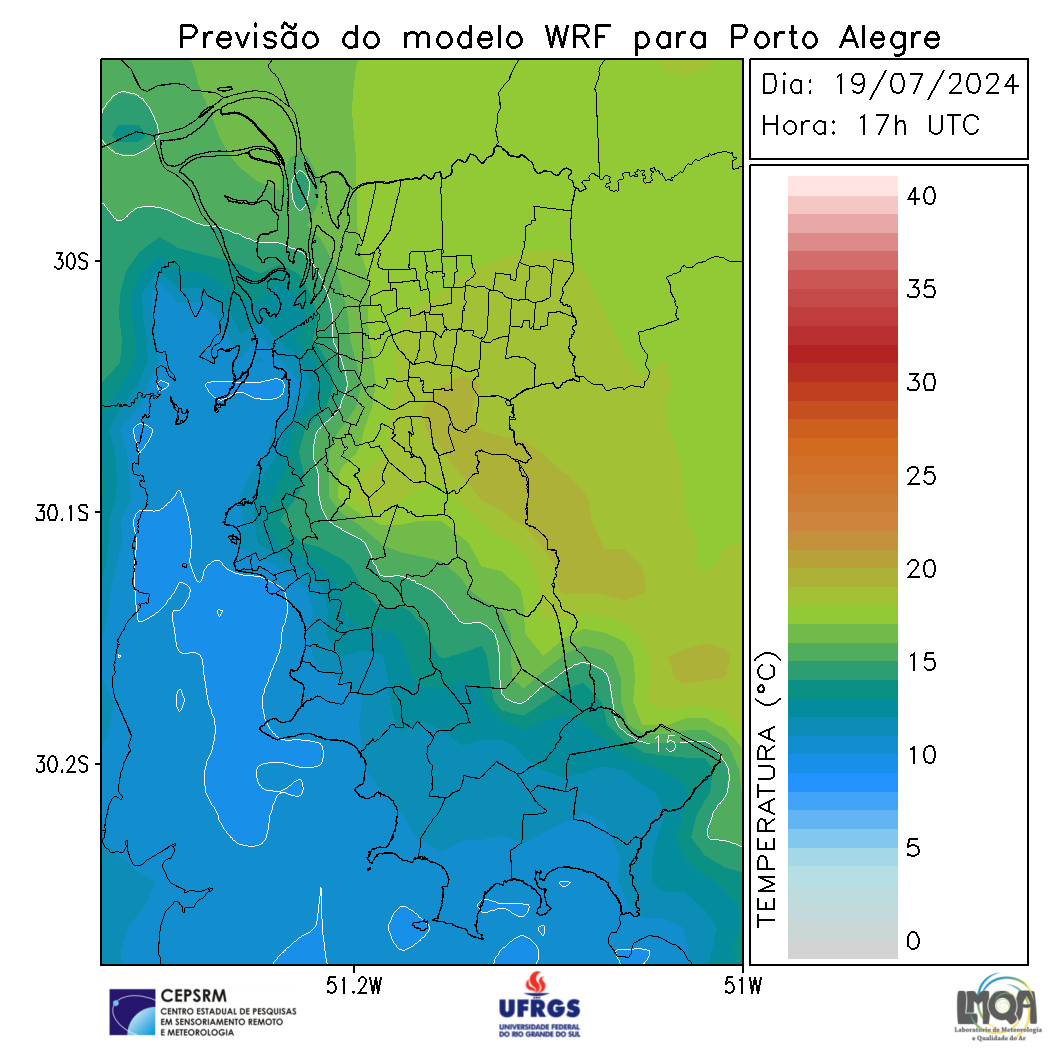 Previsão do modelo WRF para Porto Alegre
Dia: 19/07/2024
Hora: 17h UTC
40
35
30
25
20
15
10
5
0
TEMPERATURA (°C)
30S
30.1S
30.2S
15
51.2W
51W
CEPSRM
CENTRO ESTADUAL DE PESQUISAS
EM SENSORIAMENTO REMOTO
E METEOROLOGIA
UFRGS
UNIVERSIDADE FEDERAL
DO RIO GRANDE DO SUL
LMQA
Laboratório de Meteorologia
e Qualidade do Ar